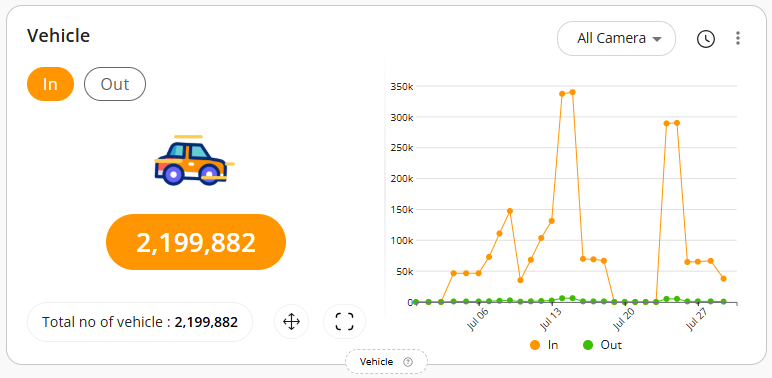 Vehicle
All Camera
In
Out
2,199,882
Total no of vehicle : 2,199,882
350k
300k
250k
200k
150k
100k
50k
0
Jul 06
Jul 13
Jul 20
Jul 27
In
Out
Vehicle ?